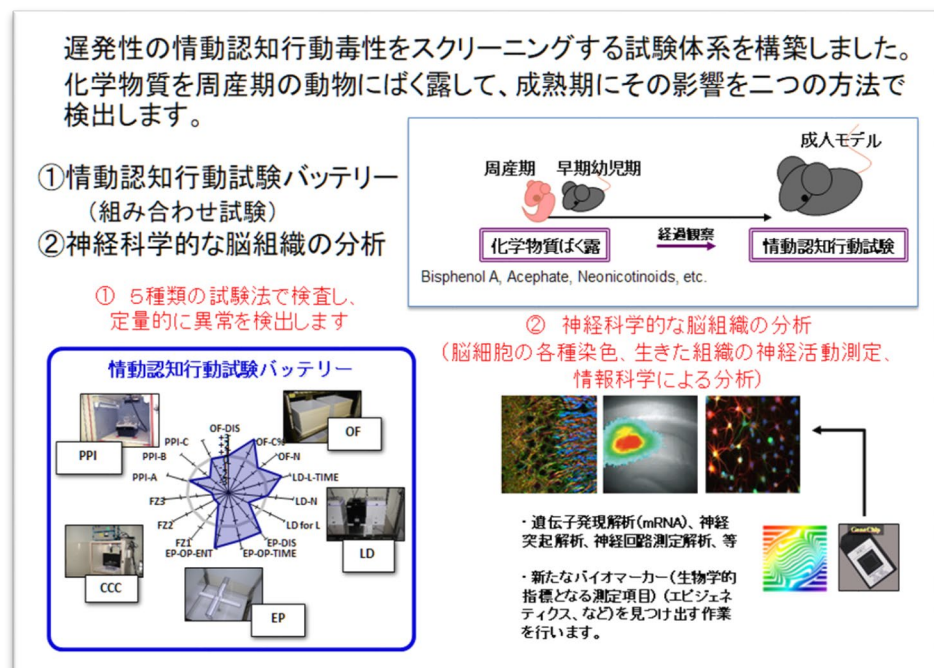 遅発性の情動認知行動毒性をスクリーニングする試験体系を構築しました。
化学物質を周産期の動物にばく露して、成熟期にその影響を二つの方法で
検出します。
①情動認知行動試験バッテリー
（組み合わせ試験）
②神経科学的な脳組織の分析
周産期 早期幼児期
成人モデル
化学物質ばく露
経過観察
情動認知行動試験
Bisphenol A, Acephate, Neonicotinoids, etc.
① 5種類の試験法で検査し、
定量的に異常を検出します
情動認知行動試験バッテリー
PPI
OF
LD
EP
CCC
OF-DIS
OF-C%
OF-N
LD-L-TIME
LD-N
LD for L
EP-DIS
EP-OP-TIME
EP-OP-ENT
FZ1
FZ2
FZ3
PPI-A
PPI-B
PPI-C
② 神経科学的な脳組織の分析
（脳細胞の各種染色、生きた組織の神経活動測定、
情報科学による分析）
・遺伝子発現解析(mRNA)、神経
突起解析、神経回路測定解析、等
・新たなバイオマーカー（生物学的
指標となる測定項目）（エピジェネ
ティクス、など）を見つけ出す作業
を行います。
GeneChip